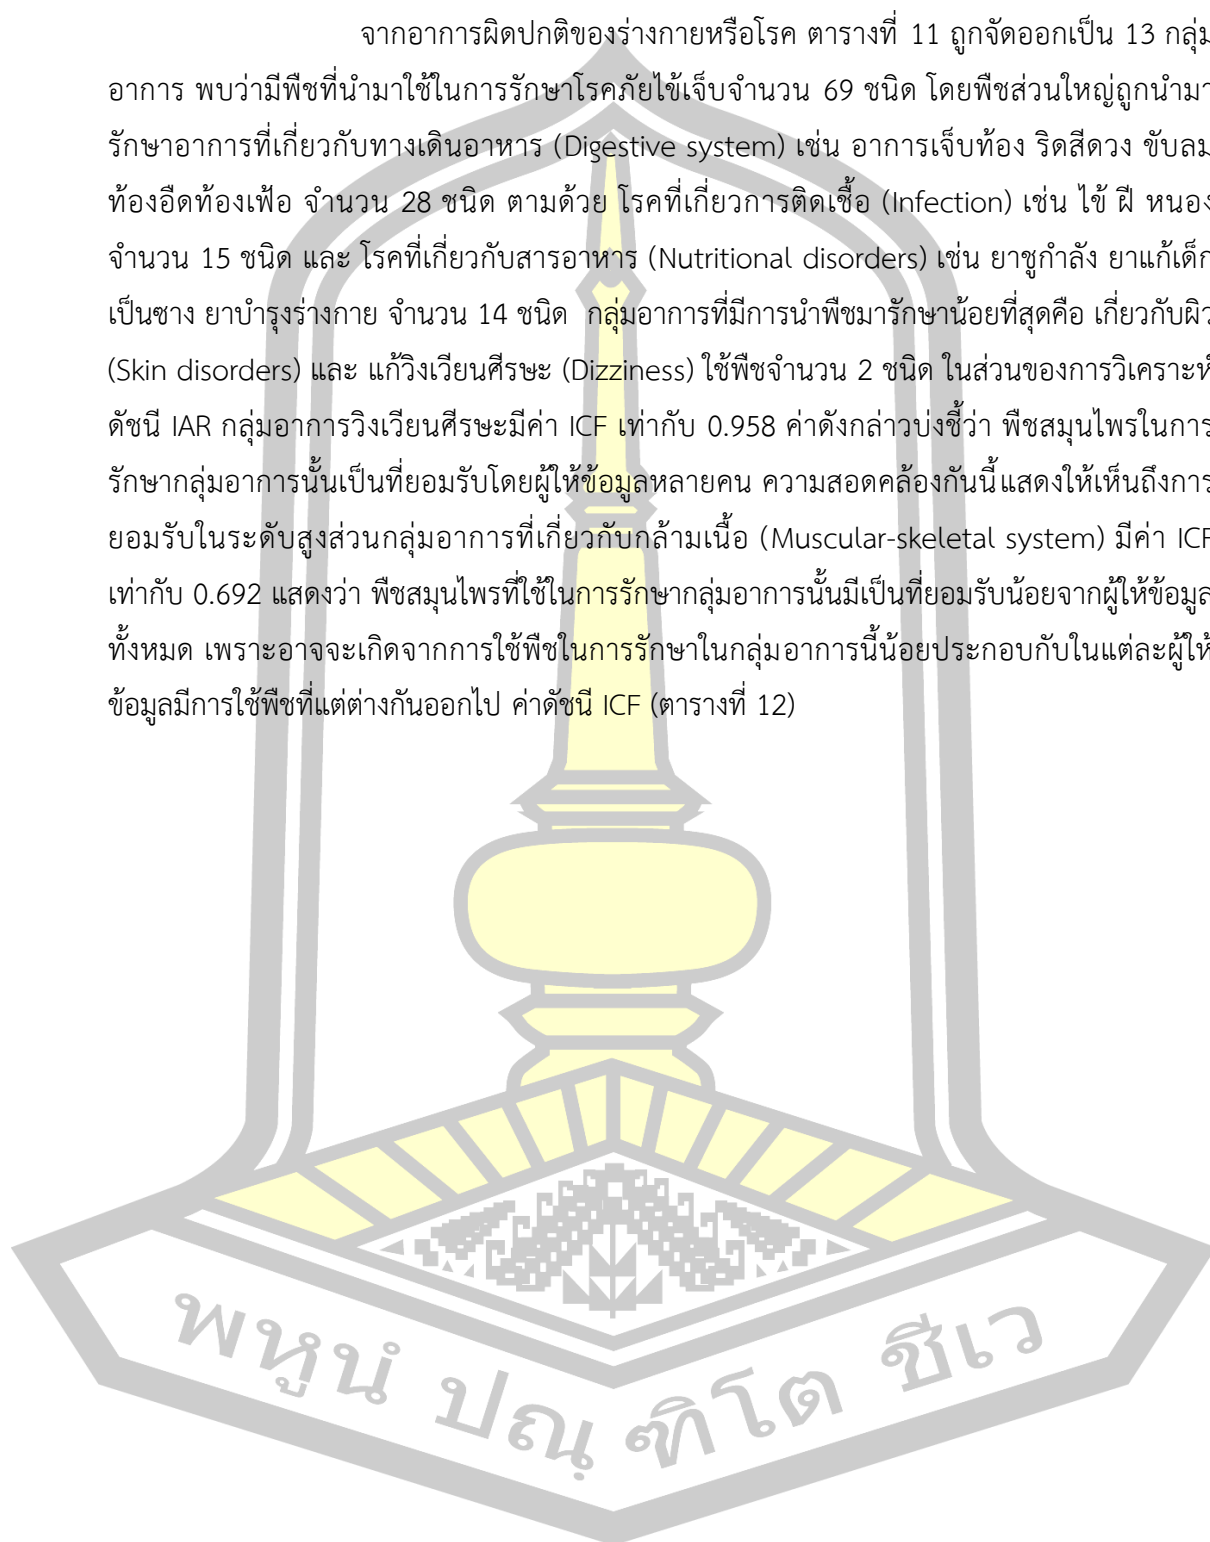 จากอาการผิดปกติของร่างกายหรือโรค ตารางที่ 11 ถูกจัดออกเป็น 13 กลุ่ม
อาการ พบว่ามีพืชที่นำมาใช้ในการรักษาโรคภัยไข้เจ็บจำนวน 69 ชนิด โดยพืชส่วนใหญ่ถูกนำมา
รักษาอาการที่เกี่ยวกับทางเดินอาหาร (Digestive system) เช่น อาการเจ็บท้อง ริดสีดวง ขับลม
ท้องอืดท้องเฟ้อ จำนวน 28 ชนิด ตามด้วย โรคที่เกี่ยวการติดเชื้อ (Infection) เช่น ไข้ ฝี หนอง
จำนวน 15 ชนิด และ โรคที่เกี่ยวกับสารอาหาร (Nutritional disorders) เช่น ยาชูกำลัง ยาแก้เด็ก
เป็นซาง ยาบำรุงร่างกาย จำนวน 14 ชนิด กลุ่มอาการที่มีการนำพืชมารักษาน้อยที่สุดคือ เกี่ยวกับผิว
(Skin disorders) และ แก้วิงเวียนศีรษะ (Dizziness) ใช้พืชจำนวน 2 ชนิด ในส่วนของการวิเคราะห์
ดัชนี IAR กลุ่มอาการวิงเวียนศีรษะมีค่า ICF เท่ากับ 0.958 ค่าดังกล่าวบ่งชี้ว่า พืชสมุนไพรในการ
รักษากลุ่มอาการนั้นเป็นที่ยอมรับโดยผู้ให้ข้อมูลหลายคน ความสอดคล้องกันนี้แสดงให้เห็นถึงการ
ยอมรับในระดับสูงส่วนกลุ่มอาการที่เกี่ยวกับกล้ามเนื้อ (Muscular-skeletal system) มีค่า ICF
เท่ากับ 0.692 แสดงว่า พืชสมุนไพรที่ใช้ในการรักษากลุ่มอาการนั้นมีเป็นที่ยอมรับน้อยจากผู้ให้ข้อมูล
ทั้งหมด เพราะอาจจะเกิดจากการใช้พืชในการรักษาในกลุ่มอาการนี้น้อยประกอบกับในแต่ละผู้ให้
ข้อมูลมีการใช้พืชที่แต่ต่างกันออกไป ค่าดัชนี ICF (ตารางที่ 12)
พหูนํ ปณฺฑิโต ชีเว